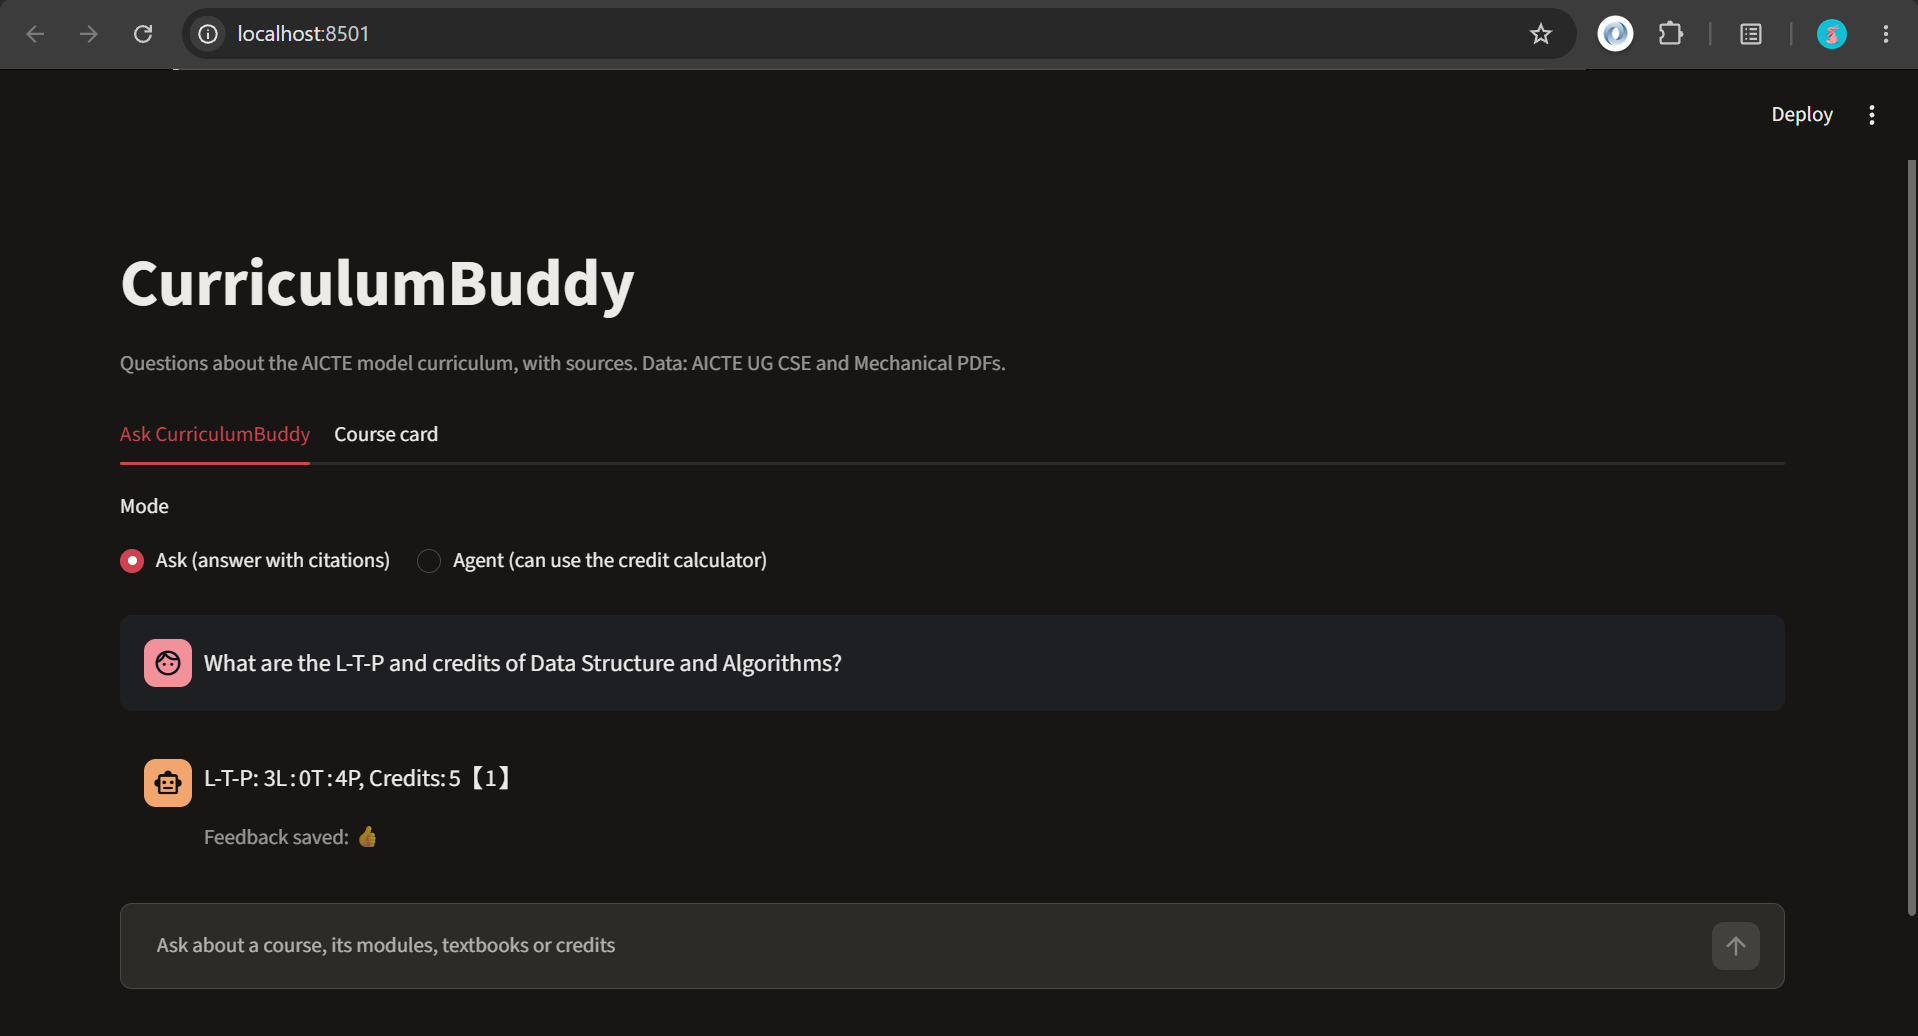 localhost:8501
Deploy
CurriculumBuddy
Questions about the AICTE model curriculum, with sources. Data: AICTE UG CSE and Mechanical PDFs.
Ask CurriculumBuddy Course card
Mode
Ask (answer with citations) Agent (can use the credit calculator)
What are the L-T-P and credits of Data Structure and Algorithms?
L-T-P: 3L:0T:4P, Credits: 5【1】
Feedback saved: 👍
Ask about a course, its modules, textbooks or credits